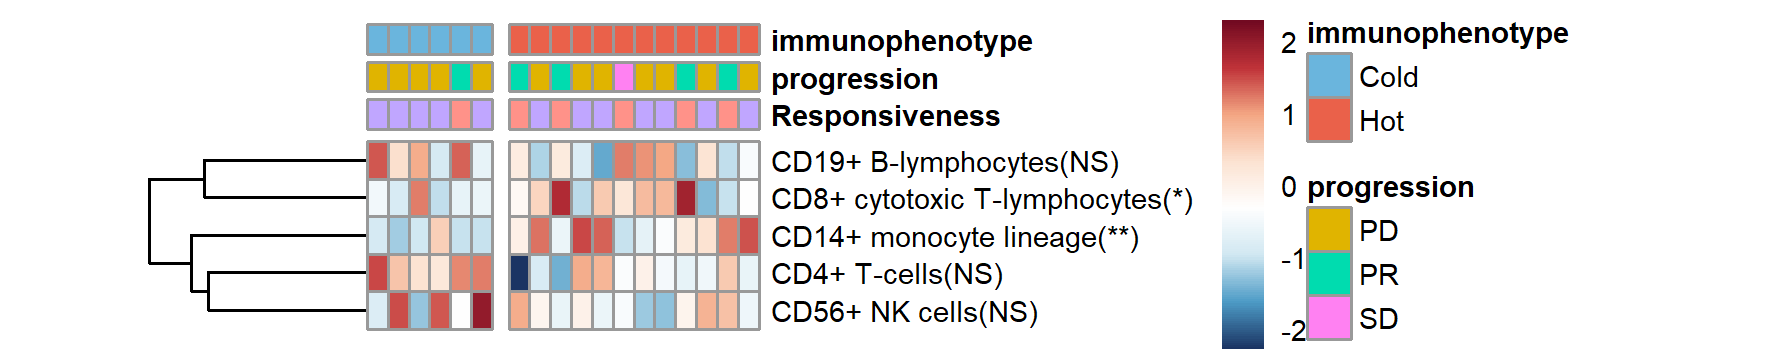 immunophenotype
progression
Responsiveness
CD19+ B-lymphocytes(NS)
CD8+ cytotoxic T-lymphocytes(*)
CD14+ monocyte lineage(**)
CD4+ T-cells(NS)
CD56+ NK cells(NS)
2
1
0
-1
-2
immunophenotype
Cold
Hot
progression
PD
PR
SD